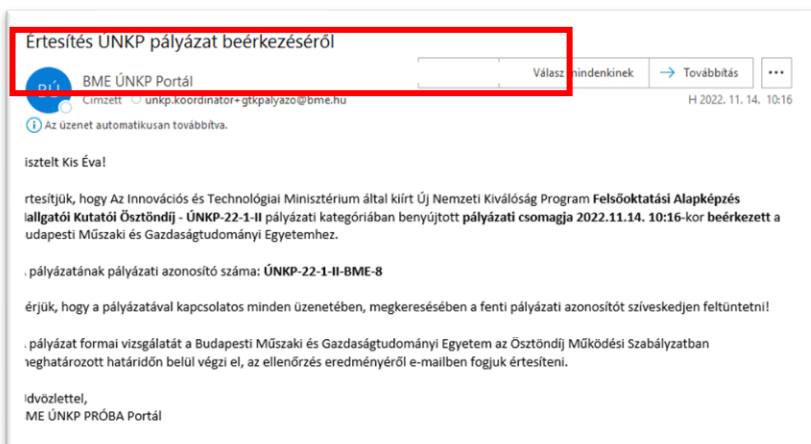 Értesítés ÚNKP pályázat beérkezéséről
BÚ
BME ÚNKP Portál
Válasz mindenkinek → Továbbítás ...
Címzett unkp.koordinator+gtkpalyazo@bme.hu
H 2022. 11. 14. 10:16
Az üzenet automatikusan továbbítva.
isztelt Kis Éva!
rtesítjük, hogy Az Innovációs és Technológiai Minisztérium által kiírt Új Nemzeti Kiválóság Program Felsőoktatási Alapképzés
allgatói Kutatói Ösztöndíj - ÚNKP-22-1-II pályázati kategóriában benyújtott pályázati csomagja 2022.11.14. 10:16-kor beérkezett a
udapesti Műszaki és Gazdaságtudományi Egyetemhez.
pályázatának pályázati azonosító száma: ÚNKP-22-1-II-BME-8
érjük, hogy a pályázatával kapcsolatos minden üzenetében, megkeresésében a fenti pályázati azonosítót szíveskedjen feltüntetni!
pályázat formai vizsgálatát a Budapesti Műszaki és Gazdaságtudományi Egyetem az Ösztöndíj Működési Szabályzatban
eghatározott határidőn belül végzi el, az ellenőrzés eredményéről e-mailben fogjuk értesíteni.
dvözlettel,
ME ÚNKP PRÓBA Portál